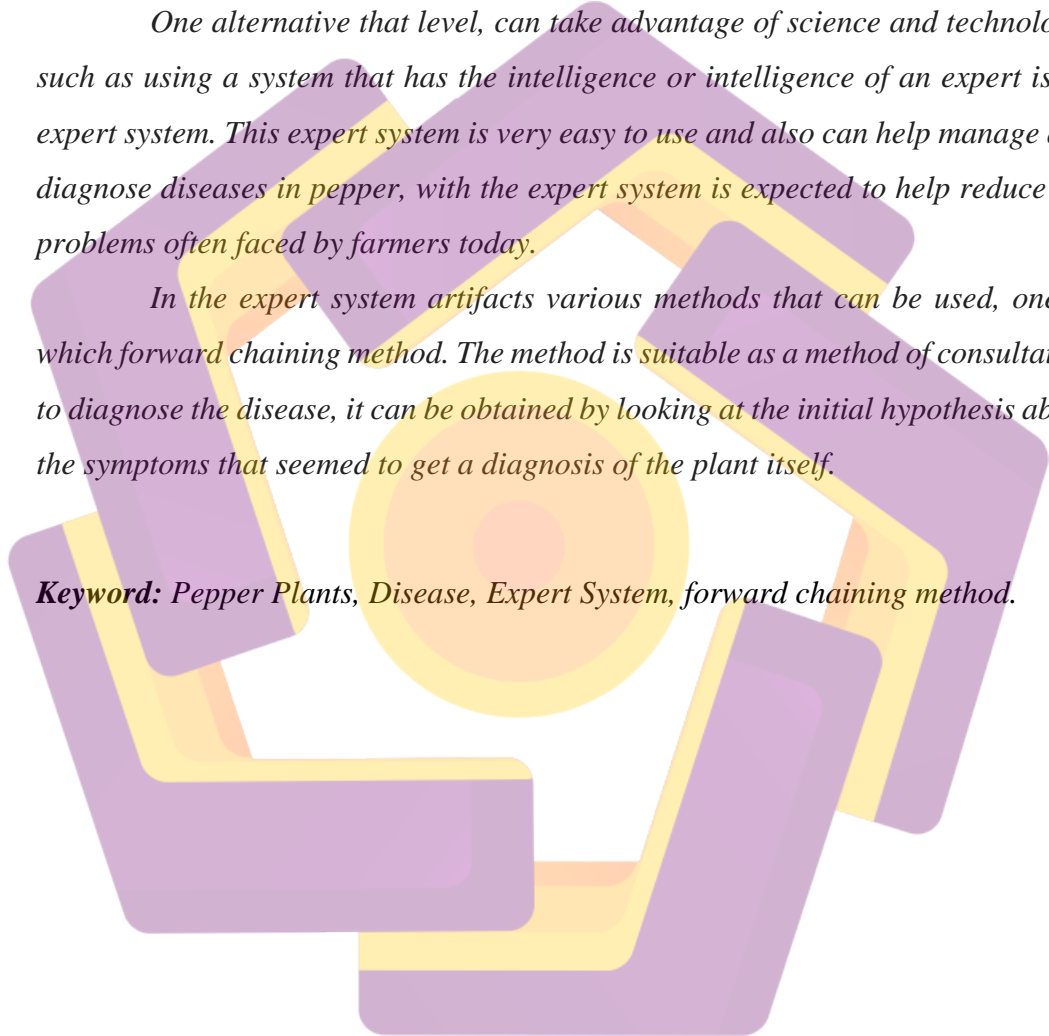 One alternative that level, can take advantage of science and technolo
such as using a system that has the intelligence or intelligence of an expert is
expert system. This expert system is very easy to use and also can help manage
diagnose diseases in pepper, with the expert system is expected to help reduce
problems often faced by farmers today.
In the expert system artifacts various methods that can be used, one
which forward chaining method. The method is suitable as a method of consulta
to diagnose the disease, it can be obtained by looking at the initial hypothesis ab
the symptoms that seemed to get a diagnosis of the plant itself.
Keyword: Pepper Plants, Disease, Expert System, forward chaining method.